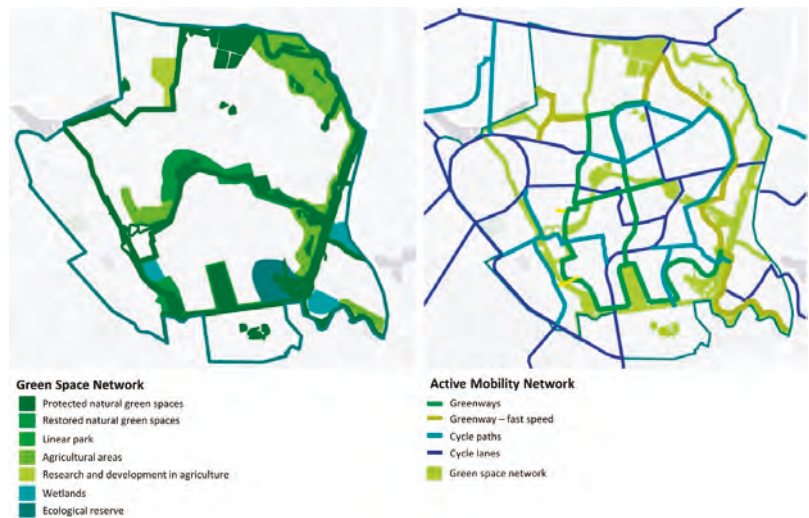 Green Space Network
Protected natural green spaces
Restored natural green spaces
Linear park
Agricultural areas
Research and development in agriculture
Wetlands
Ecological reserve
Active Mobility Network
Greenways
Greenway – fast speed
Cycle paths
Cycle lanes
Green space network